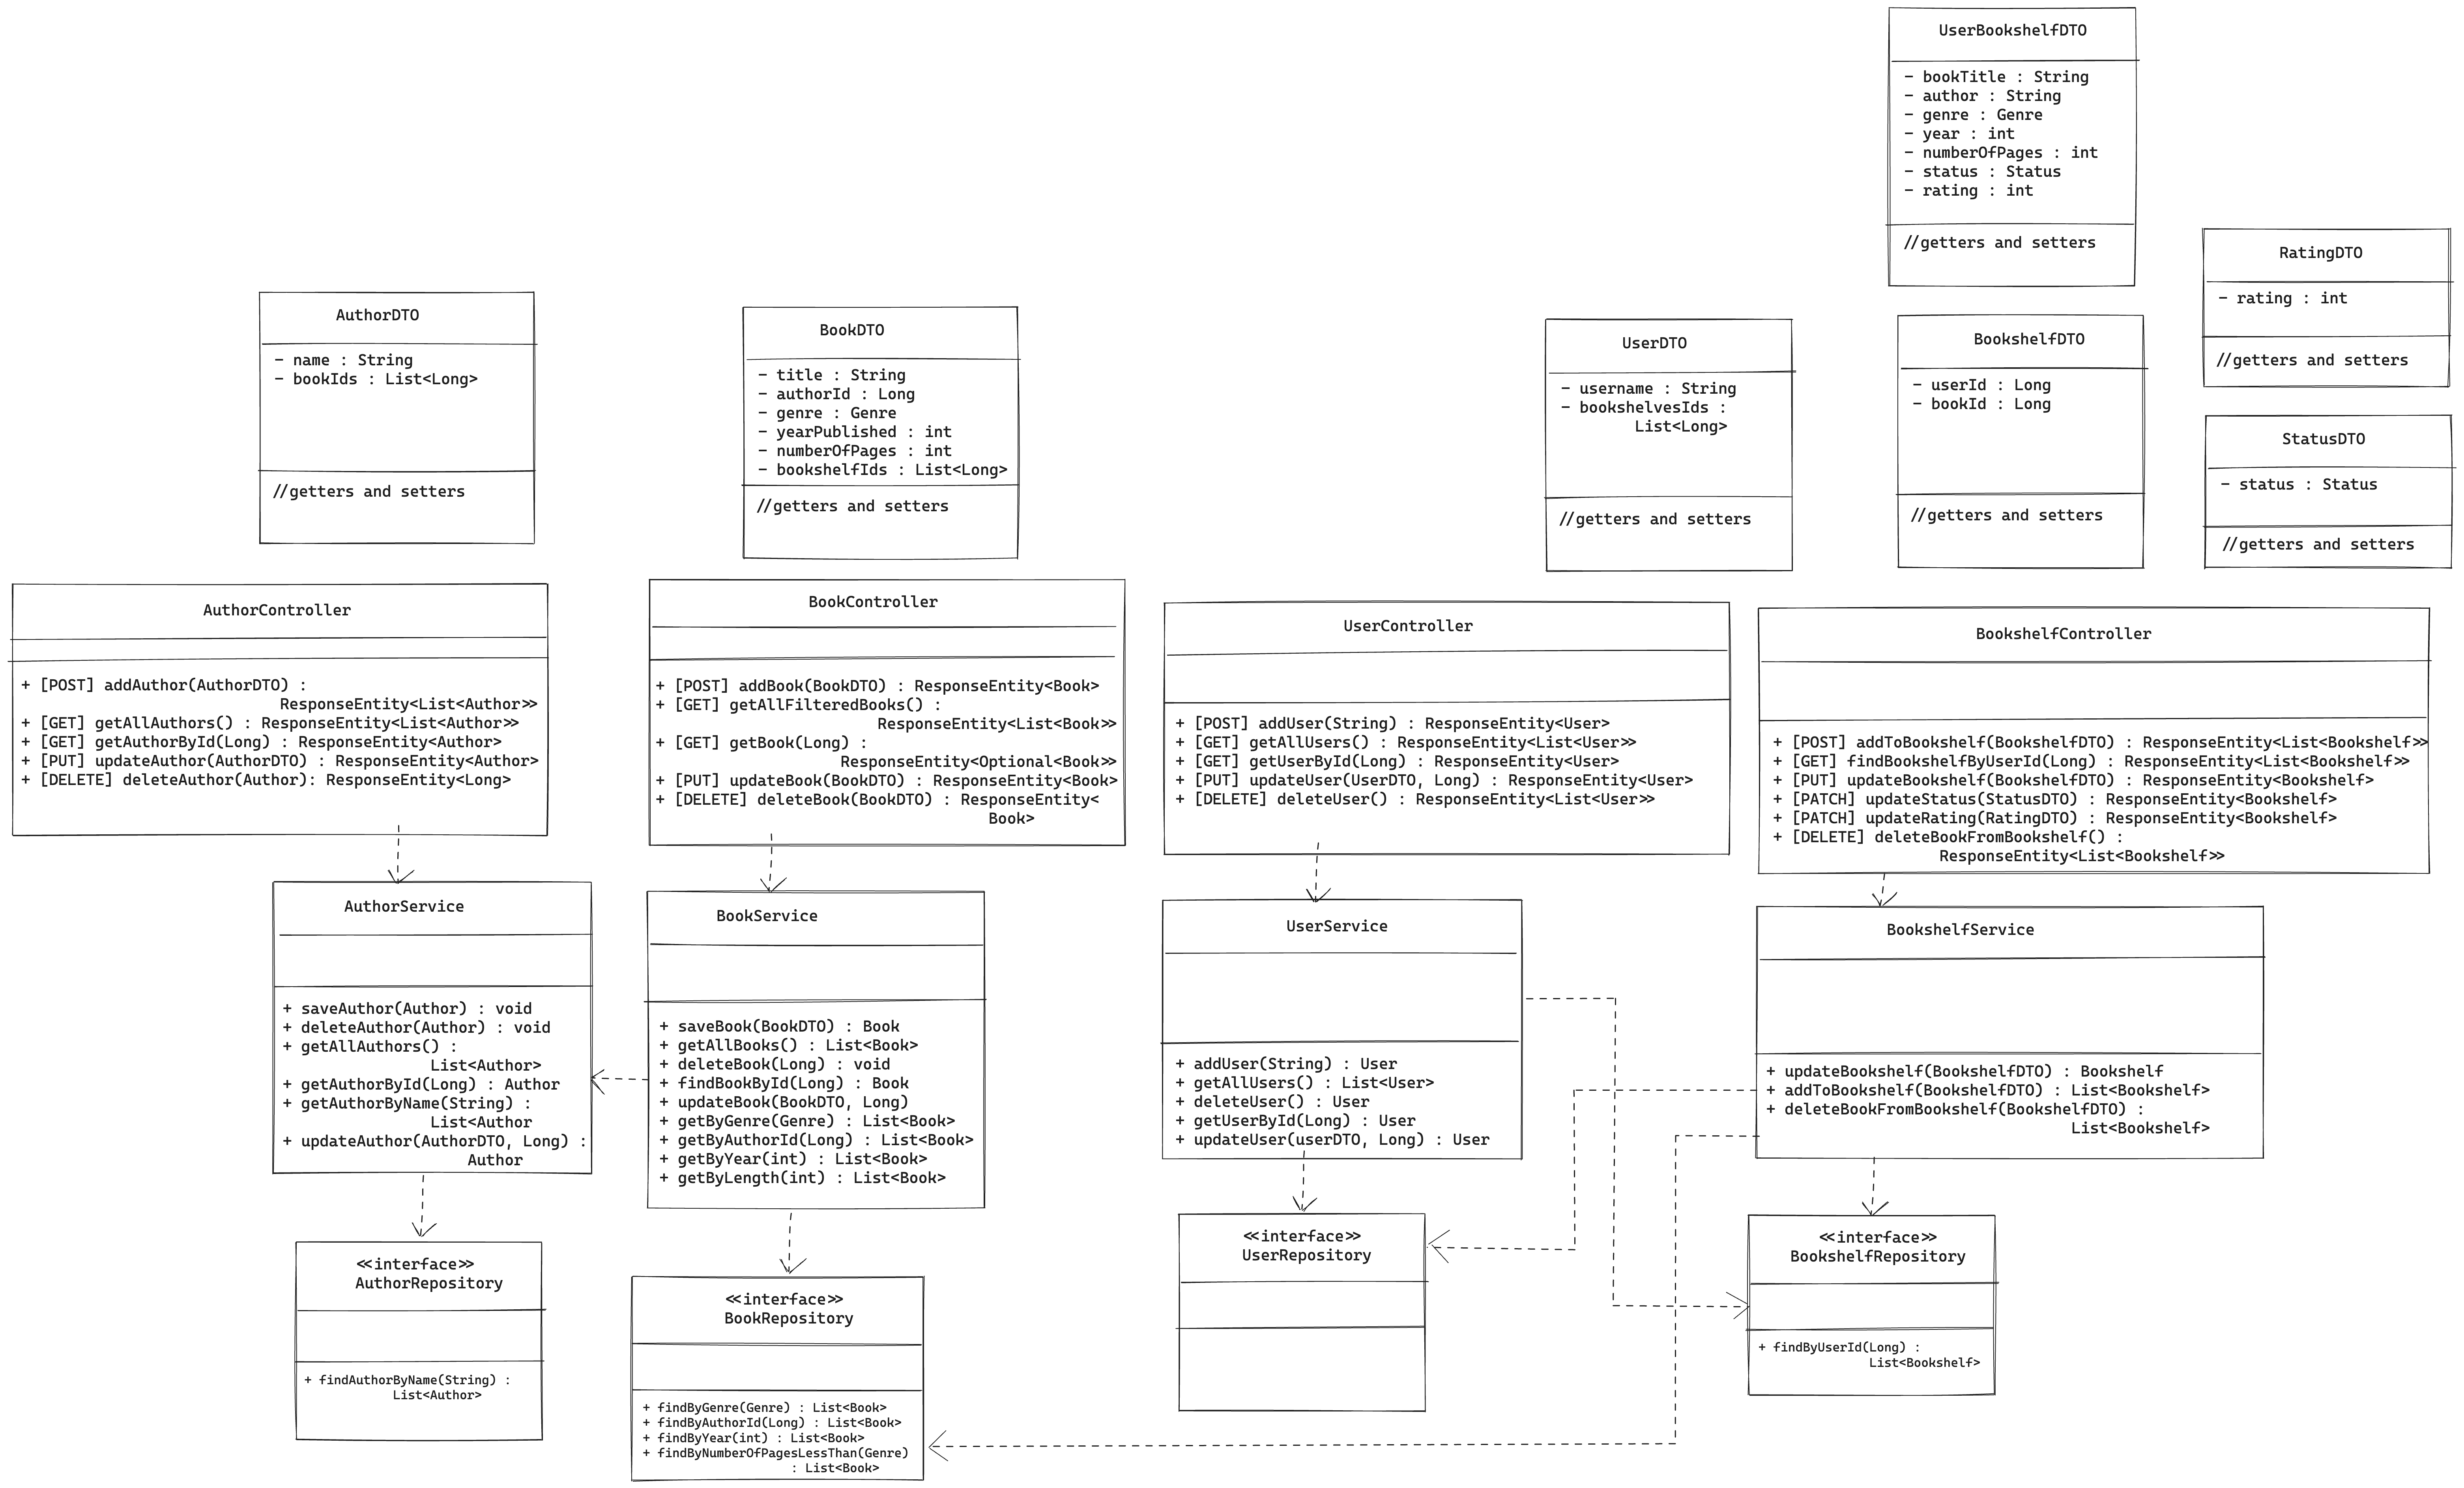 UserBookshelfDTO
- bookTitle : String
- author : String
- genre : Genre
- year : int
- numberOfPages : int
- status : Status
- rating : int
//getters and setters
RatingDTO
- rating : int
//getters and setters
AuthorDTO
- name : String
- bookIds : List<Long>
//getters and setters
BookDTO
- title : String
- authorId : Long
- genre : Genre
- yearPublished : int
- numberOfPages : int
- bookshelfIds : List<Long>
//getters and setters
UserDTO
- username : String
- bookshelvesIds :
List<Long>
//getters and setters
BookshelfDTO
- userId : Long
- bookId : Long
//getters and setters
StatusDTO
- status : Status
//getters and setters
AuthorController
+ [POST] addAuthor(AuthorDTO) :
ResponseEntity<List<Author>>
+ [GET] getAllAuthors() : ResponseEntity<List<Author>>
+ [GET] getAuthorById(Long) : ResponseEntity<Author>
+ [PUT] updateAuthor(AuthorDTO) : ResponseEntity<Author>
+ [DELETE] deleteAuthor(Author): ResponseEntity<Long>
BookController
+ [POST] addBook(BookDTO) : ResponseEntity<Book>
+ [GET] getAllFilteredBooks() :
ResponseEntity<List<Book>>
+ [GET] getBook(Long) :
ResponseEntity<Optional<Book>>
+ [PUT] updateBook(BookDTO) : ResponseEntity<Book>
+ [DELETE] deleteBook(BookDTO) : ResponseEntity<
Book>
UserController
+ [POST] addUser(String) : ResponseEntity<User>
+ [GET] getAllUsers() : ResponseEntity<List<User>>
+ [GET] getUserById(Long) : ResponseEntity<User>
+ [PUT] updateUser(UserDTO, Long) : ResponseEntity<User>
+ [DELETE] deleteUser() : ResponseEntity<List<User>>
BookshelfController
+ [POST] addToBookshelf(BookshelfDTO) : ResponseEntity<List<Bookshelf>>
+ [GET] findBookshelfByUserId(Long) : ResponseEntity<List<Bookshelf>>
+ [PUT] updateBookshelf(BookshelfDTO) : ResponseEntity<Bookshelf>
+ [PATCH] updateStatus(StatusDTO) : ResponseEntity<Bookshelf>
+ [PATCH] updateRating(RatingDTO) : ResponseEntity<Bookshelf>
+ [DELETE] deleteBookFromBookshelf() :
ResponseEntity<List<Bookshelf>>
AuthorService
+ saveAuthor(Author) : void
+ deleteAuthor(Author) : void
+ getAllAuthors() :
List<Author>
+ getAuthorById(Long) : Author
+ getAuthorByName(String) :
List<Author
+ updateAuthor(AuthorDTO, Long) :
Author
BookService
+ saveBook(BookDTO) : Book
+ getAllBooks() : List<Book>
+ deleteBook(Long) : void
+ findBookById(Long) : Book
+ updateBook(BookDTO, Long)
+ getByGenre(Genre) : List<Book>
+ getByAuthorId(Long) : List<Book>
+ getByYear(int) : List<Book>
+ getByLength(int) : List<Book>
UserService
+ addUser(String) : User
+ getAllUsers() : List<User>
+ deleteUser() : User
+ getUserById(Long) : User
+ updateUser(userDTO, Long) : User
BookshelfService
+ updateBookshelf(BookshelfDTO) : Bookshelf
+ addToBookshelf(BookshelfDTO) : List<Bookshelf>
+ deleteBookFromBookshelf(BookshelfDTO) :
List<Bookshelf>
<<interface>>
AuthorRepository
+ findAuthorByName(String) :
List<Author>
<<interface>>
BookRepository
+ findByGenre(Genre) : List<Book>
+ findByAuthorId(Long) : List<Book>
+ findByYear(int) : List<Book>
+ findByNumberOfPagesLessThan(Genre)
: List<Book>
<<interface>>
UserRepository
<<interface>>
BookshelfRepository
+ findByUserId(Long) :
List<Bookshelf>